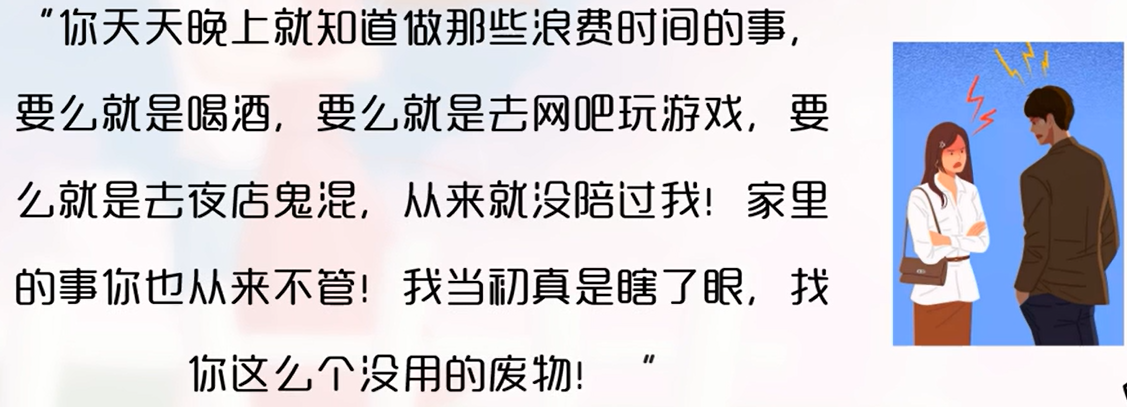 “你天天晚上就知道做那些浪费时间的事，
要么就是喝酒，要么就是去网吧玩游戏，要
么就是去夜店鬼混，从来就没陪过我！家里
的事你也从来不管！我当初真是瞎了眼，找
你这么个没用的废物！”